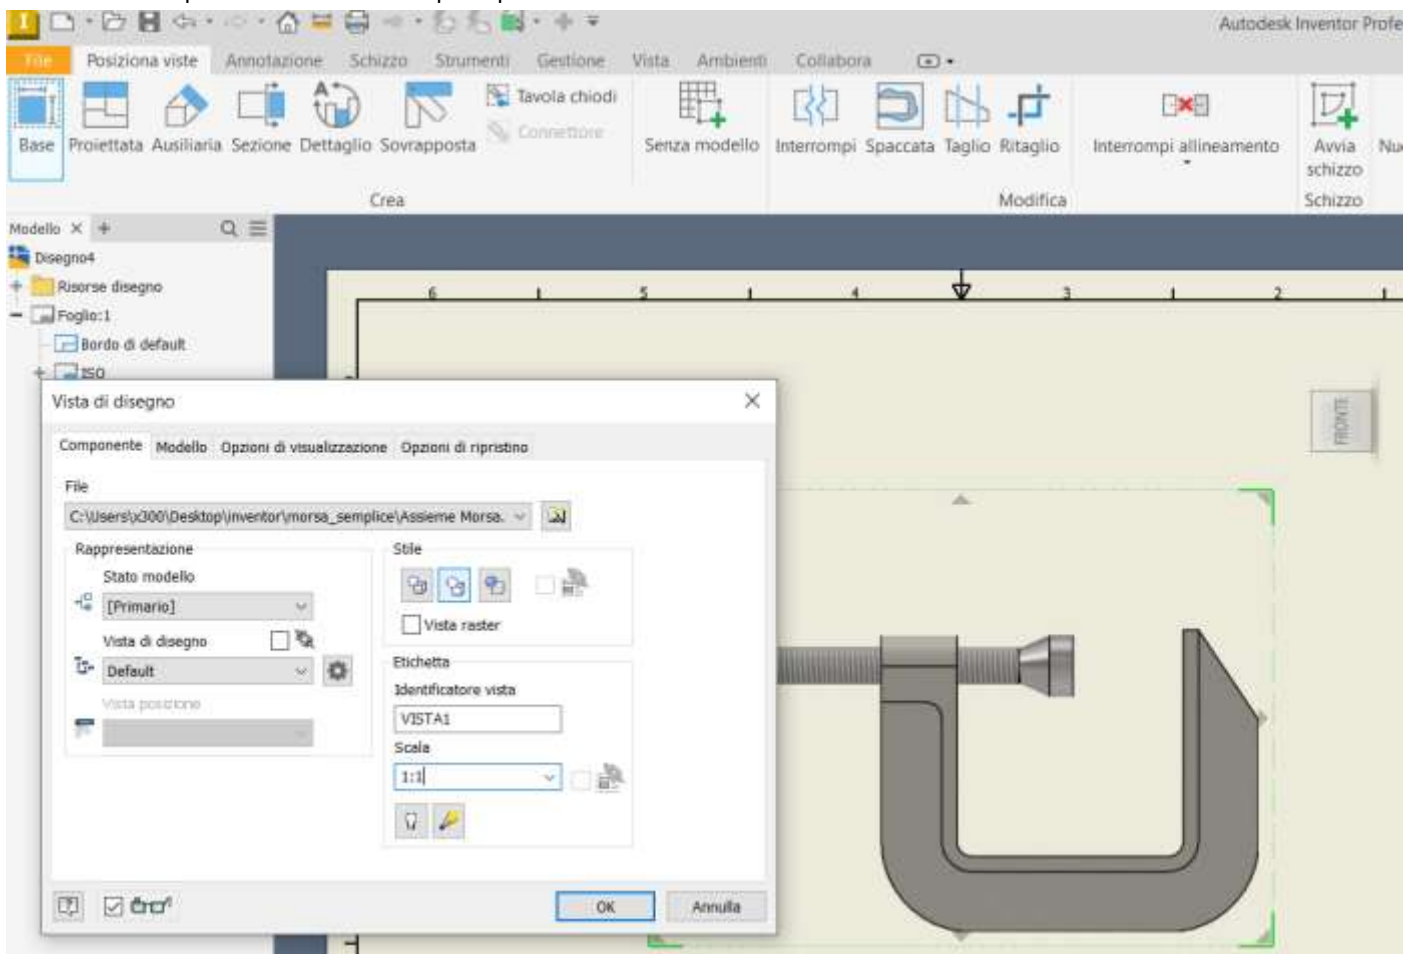 Autodesk Inventor Profe
File Posiziona viste Annotazione Schizzo Strumenti Gestione Vista Ambienti Collabora
Tavola chiodi
Connettore
Base Proiettata Ausiliaria Sezione Dettaglio Sovrapposta Senza modello Interrompi Spaccata Taglio Ritaglio Interrompi allineamento Avvia schizzo
Crea Modifica Schizzo
Modello
Disegno4
Risorse disegno
Foglio:1
Bordo di default
ISO
6 5 4 3 2
FRONTE
Vista di disegno
Componente Modello Opzioni di visualizzazione Opzioni di ripristino
File
C:\Users\x300\Desktop\inventor\morsa_semplice\Assieme Morsa.
Rappresentazione
Stato modello
[Primario]
Vista di disegno
Default
Vista posizione
Stile
Vista raster
Etichetta
Identificatore vista
VISTA1
Scala
1:1
OK Annulla